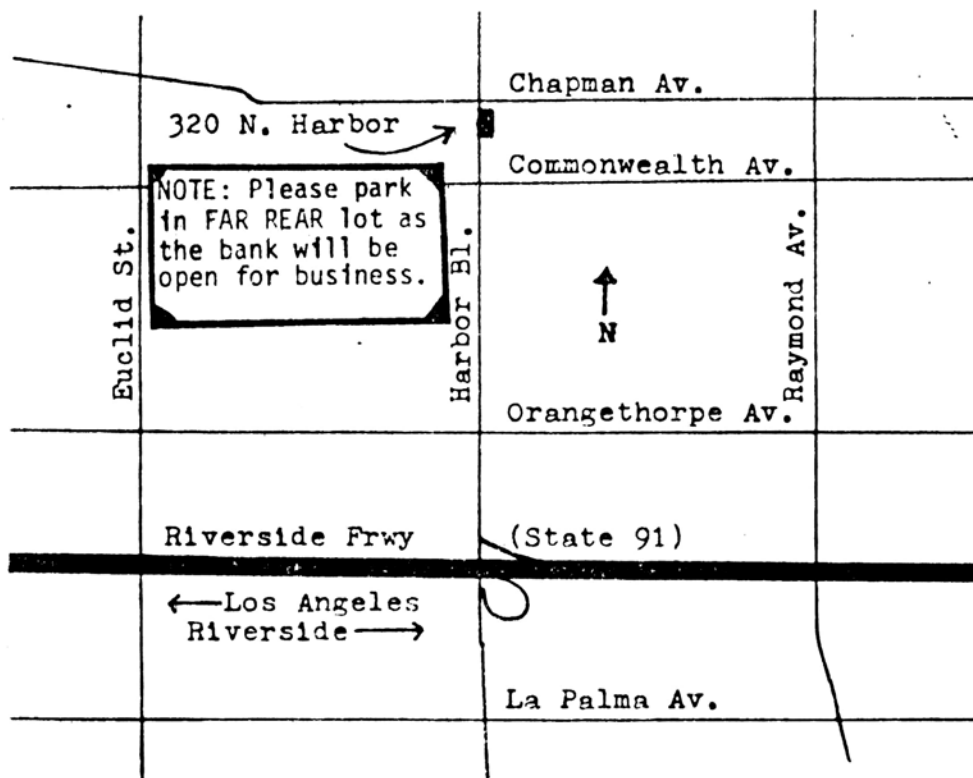 Chapman Av.
320 N. Harbor
Commonwealth Av.
NOTE: Please park
in FAR REAR lot as
the bank will be
open for business.
Euclid St.
Harbor Bl.
N
Raymond Av.
Orangethorpe Av.
Riverside Frwy
(State 91)
←Los Angeles
Riverside→
La Palma Av.